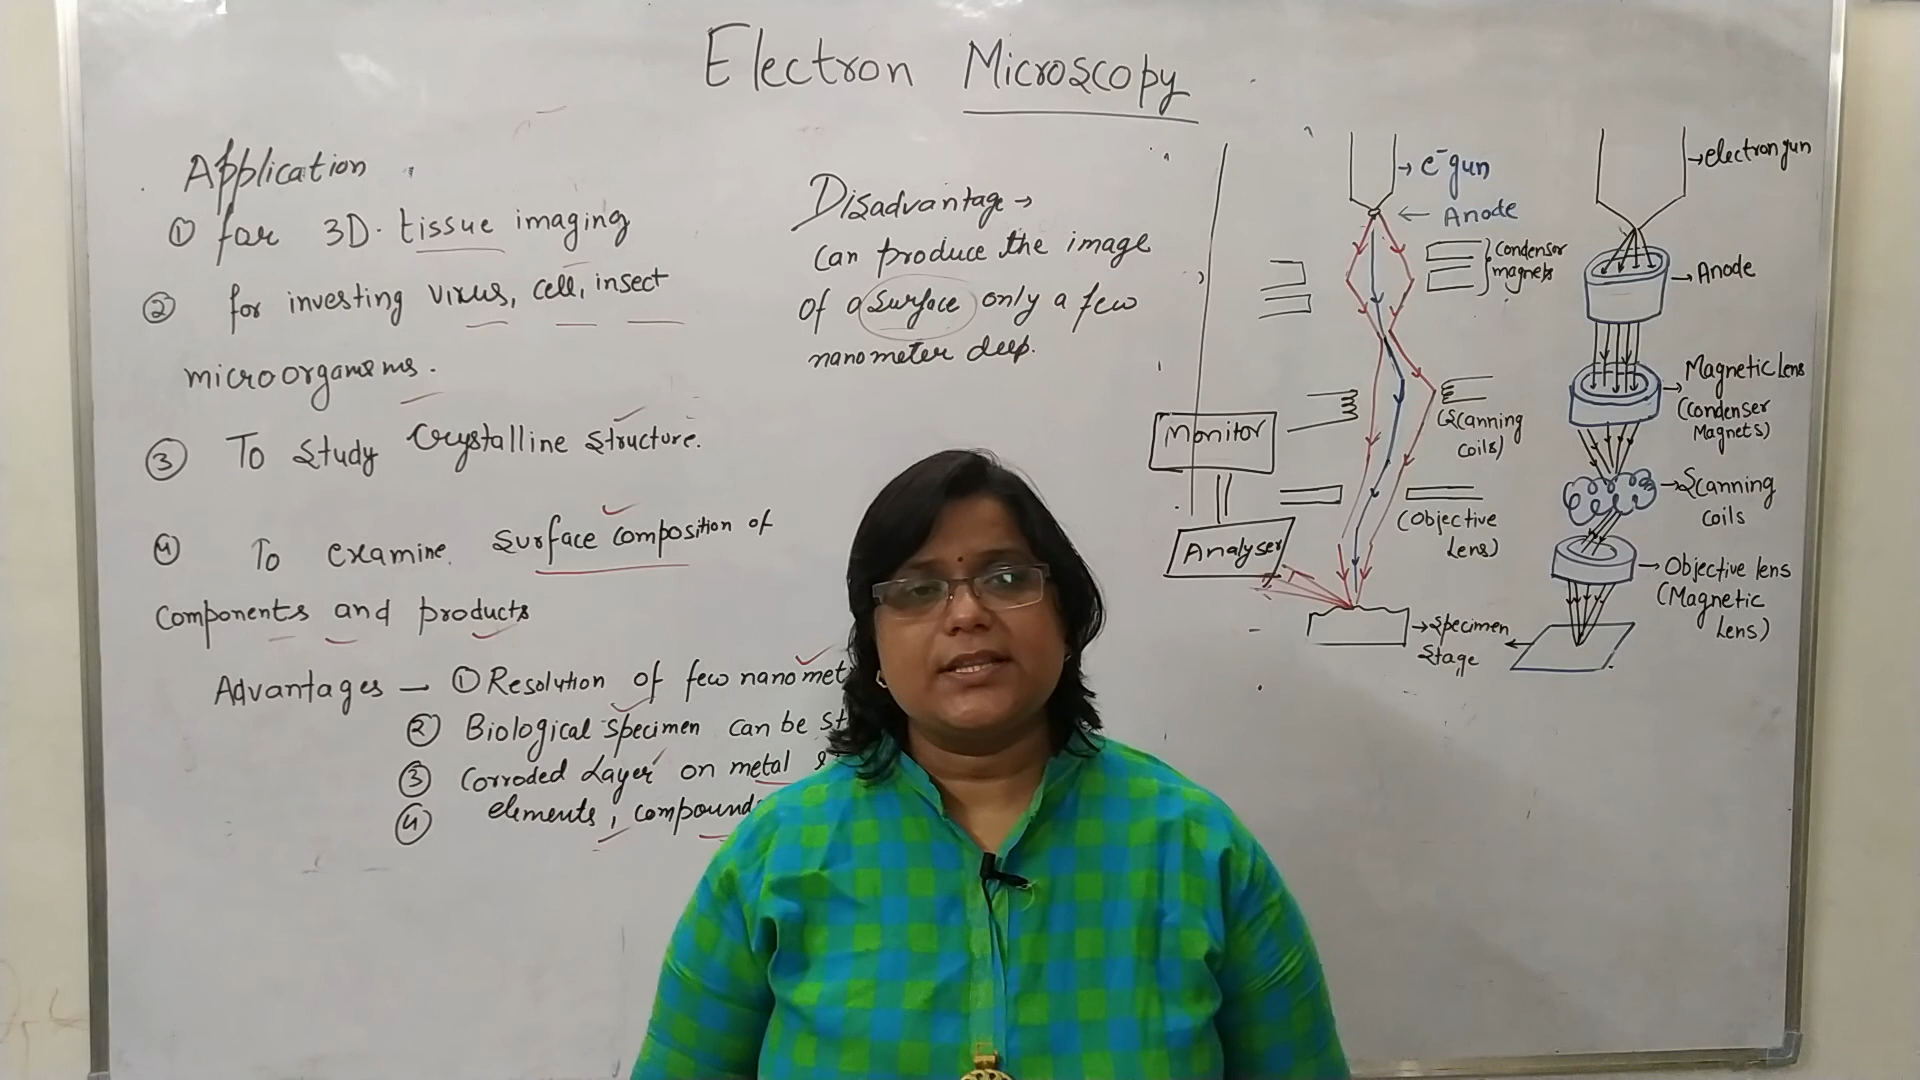 Electron Microscopy
Application
① for 3D. tissue imaging
② for investing virus, cell, insect
microorganisms.
③ To study Crystalline structure.
④ To examine. surface composition of
components and products
Advantages — ① Resolution of few nanomet
② Biological specimen can be st
③ Corroded layer on metal
④ elements, compound
Disadvantage →
can produce the image
of a surface only a few
nanometer deep.
→ e⁻gun
← Anode
Condensor
magnets
(Scanning
coils)
(Objective
Lens)
Monitor
Analyser
→ Specimen
Stage
→ electron gun
→ Anode
Magnetic Lens
(Condenser
Magnets)
→ Scanning
coils
→ Objective lens
(Magnetic
Lens)